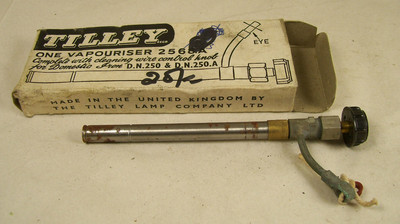 TILLEY
ONE VAPOURISER 256
EYE
Complete with cleaning wire control knob
for Domestic Iron D.N.250 & D.N.250.A
MADE IN THE UNITED KINGDOM BY
THE TILLEY LAMP COMPANY LTD